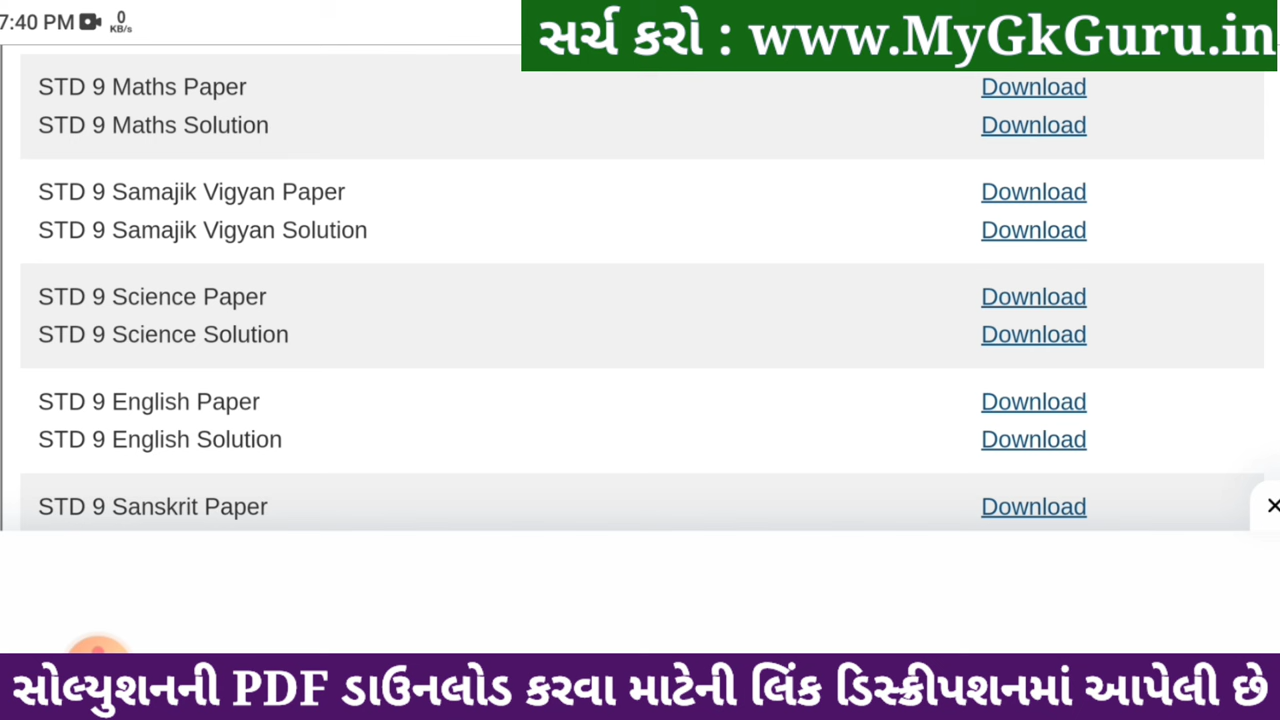 7:40 PM 0 KB/s
સર્ચ કરો : www.MyGkGuru.in
STD 9 Maths Paper Download
STD 9 Maths Solution Download
STD 9 Samajik Vigyan Paper Download
STD 9 Samajik Vigyan Solution Download
STD 9 Science Paper Download
STD 9 Science Solution Download
STD 9 English Paper Download
STD 9 English Solution Download
STD 9 Sanskrit Paper Download
સોલ્યુશનની PDF ડાઉનલોડ કરવા માટેની લિંક ડિસ્ક્રીપશનમાં આપેલી છે